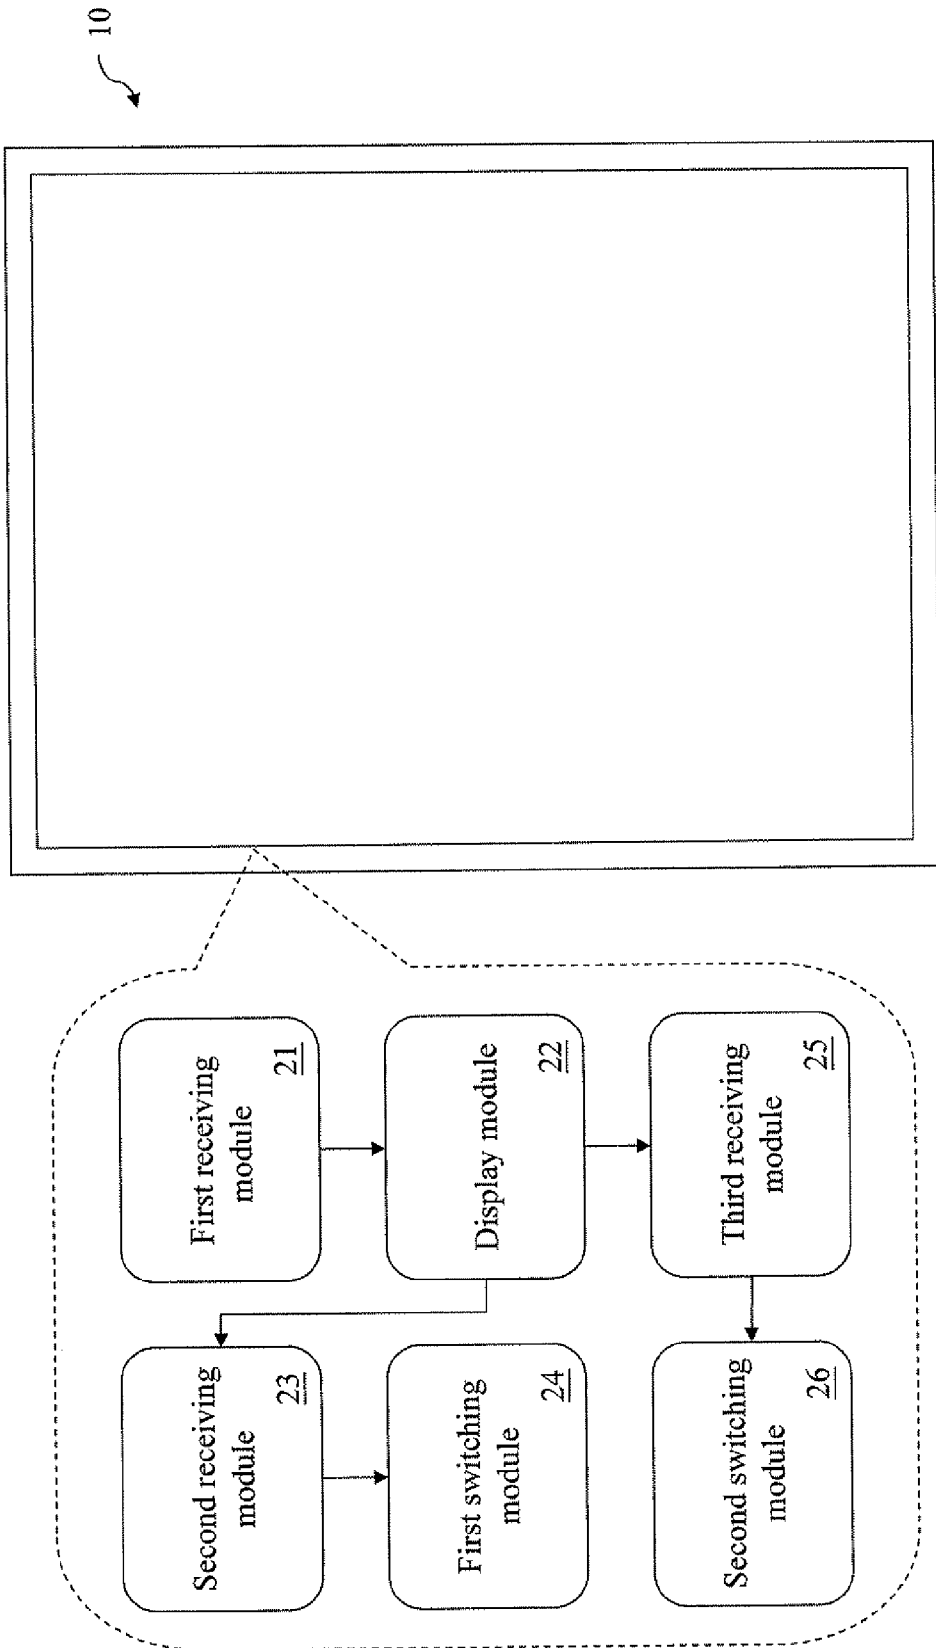 10
First receiving
module
21
Display module
22
Third receiving
module
25
Second receiving
module
23
First switching
module
24
Second switching
module
26